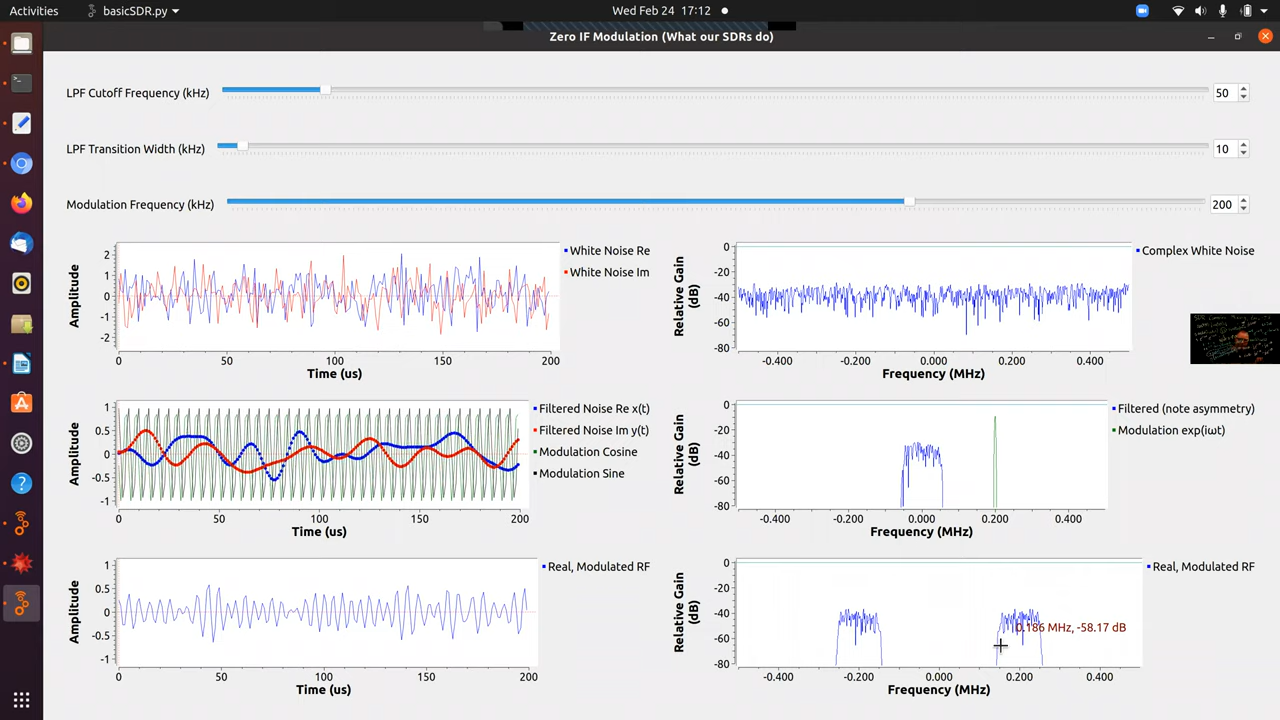 Activities
basicSDR.py
Wed Feb 24 17:12
Zero IF Modulation (What our SDRs do)
LPF Cutoff Frequency (kHz)
50
LPF Transition Width (kHz)
10
Modulation Frequency (kHz)
200
Amplitude
2
1
0
-1
-2
0
50
100
150
200
Time (us)
White Noise Re
White Noise Im
Relative Gain
(dB)
0
-20
-40
-60
-80
-0.400
-0.200
0.000
0.200
0.400
Frequency (MHz)
Complex White Noise
Amplitude
1
0.5
0
-0.5
-1
0
50
100
150
200
Time (us)
Filtered Noise Re x(t)
Filtered Noise Im y(t)
Modulation Cosine
Modulation Sine
Relative Gain
(dB)
0
-20
-40
-60
-80
-0.400
-0.200
0.000
0.200
0.400
Frequency (MHz)
Filtered (note asymmetry)
Modulation exp(iωt)
Amplitude
1
0.5
0
-0.5
-1
0
50
100
150
200
Time (us)
Real, Modulated RF
Relative Gain
(dB)
0
-20
-40
-60
-80
-0.400
-0.200
0.000
0.200
0.400
Frequency (MHz)
0.186 MHz, -58.17 dB
Real, Modulated RF